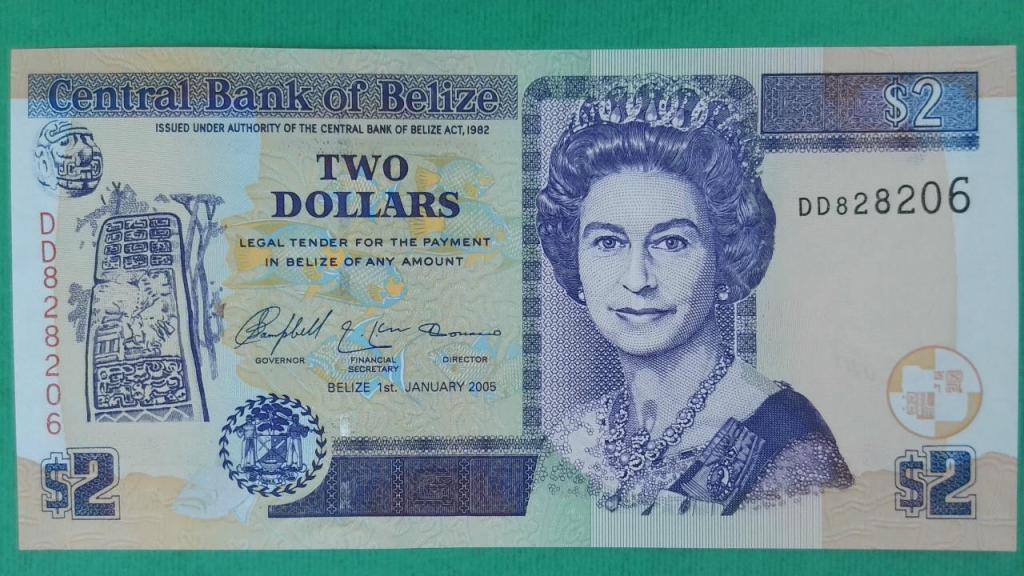 Central Bank of Belize
$2
ISSUED UNDER AUTHORITY OF THE CENTRAL BANK OF BELIZE ACT, 1982
TWO
DOLLARS
DD828206
LEGAL TENDER FOR THE PAYMENT
IN BELIZE OF ANY AMOUNT
DD828206
GOVERNOR
FINANCIAL
SECRETARY
DIRECTOR
BELIZE 1st. JANUARY 2005
$2
$2